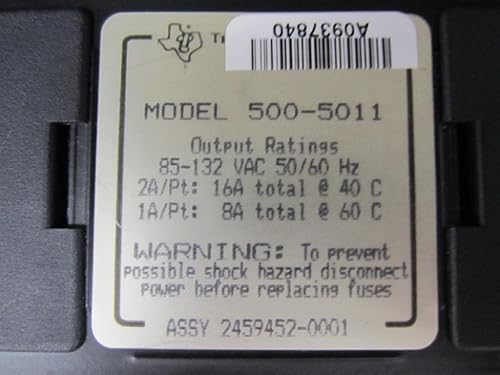 A0937840
MODEL 500-5011
Output Ratings
85-132 VAC 50/60 Hz
2A/Pt: 16A total @ 40 C
1A/Pt: 8A total @ 60 C
WARNING: To prevent
possible shock hazard disconnect
power before replacing fuses
ASSY 2459452-0001